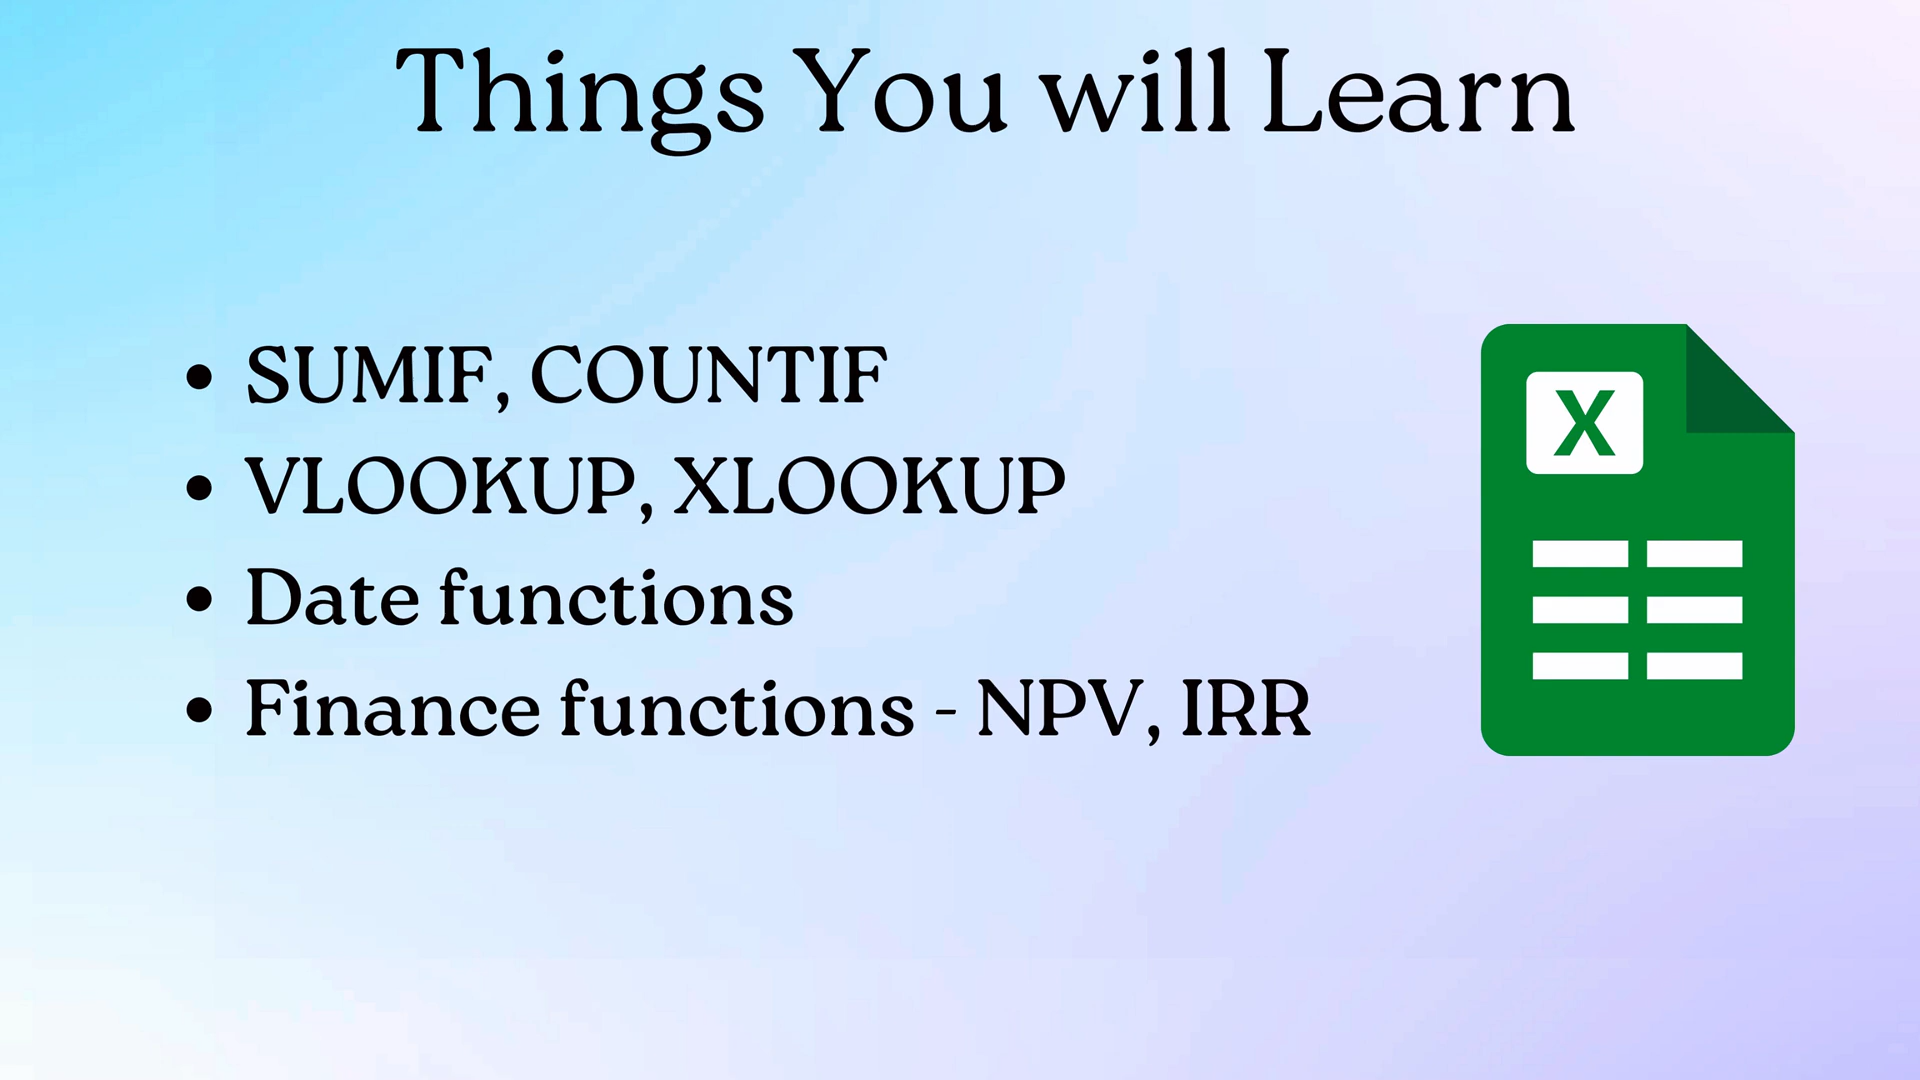 Things You will Learn
• SUMIF, COUNTIF
• VLOOKUP, XLOOKUP
• Date functions
• Finance functions - NPV, IRR
X